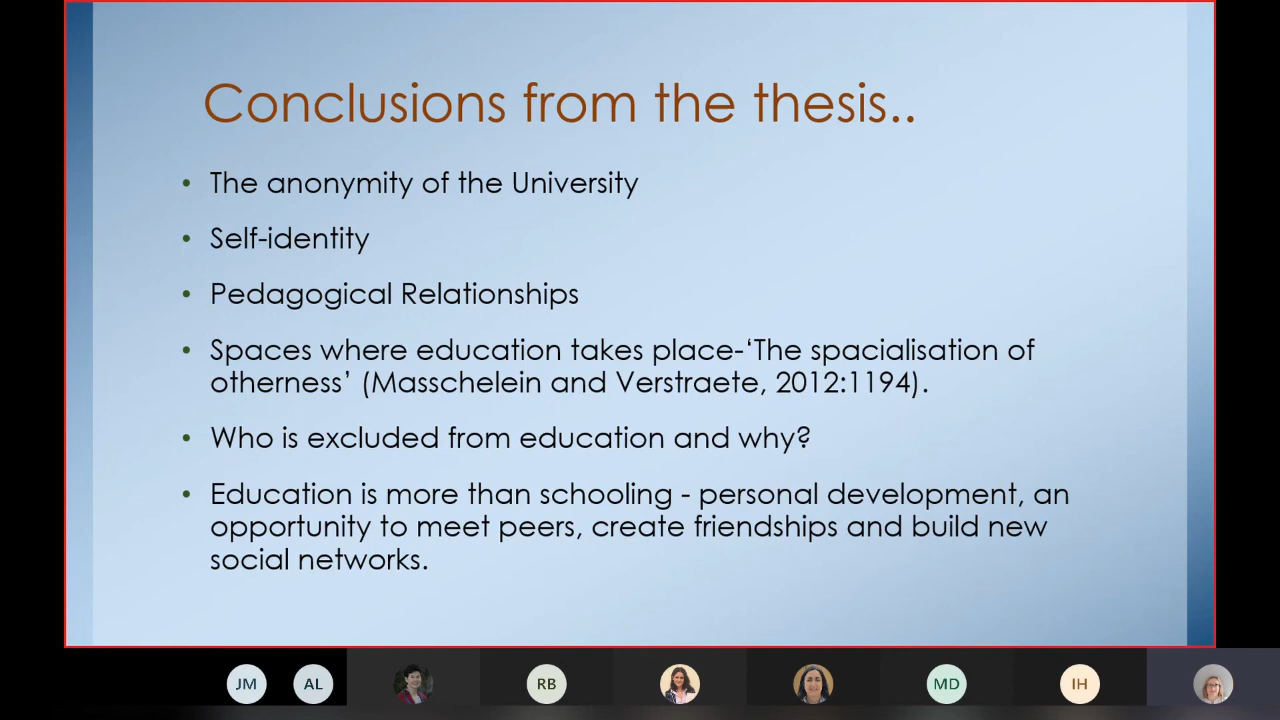 Conclusions from the thesis..
• The anonymity of the University
• Self-identity
• Pedagogical Relationships
• Spaces where education takes place-‘The spacialisation of
otherness’ (Masschelein and Verstraete, 2012:1194).
• Who is excluded from education and why?
• Education is more than schooling - personal development, an
opportunity to meet peers, create friendships and build new
social networks.
JM AL RB MD IH